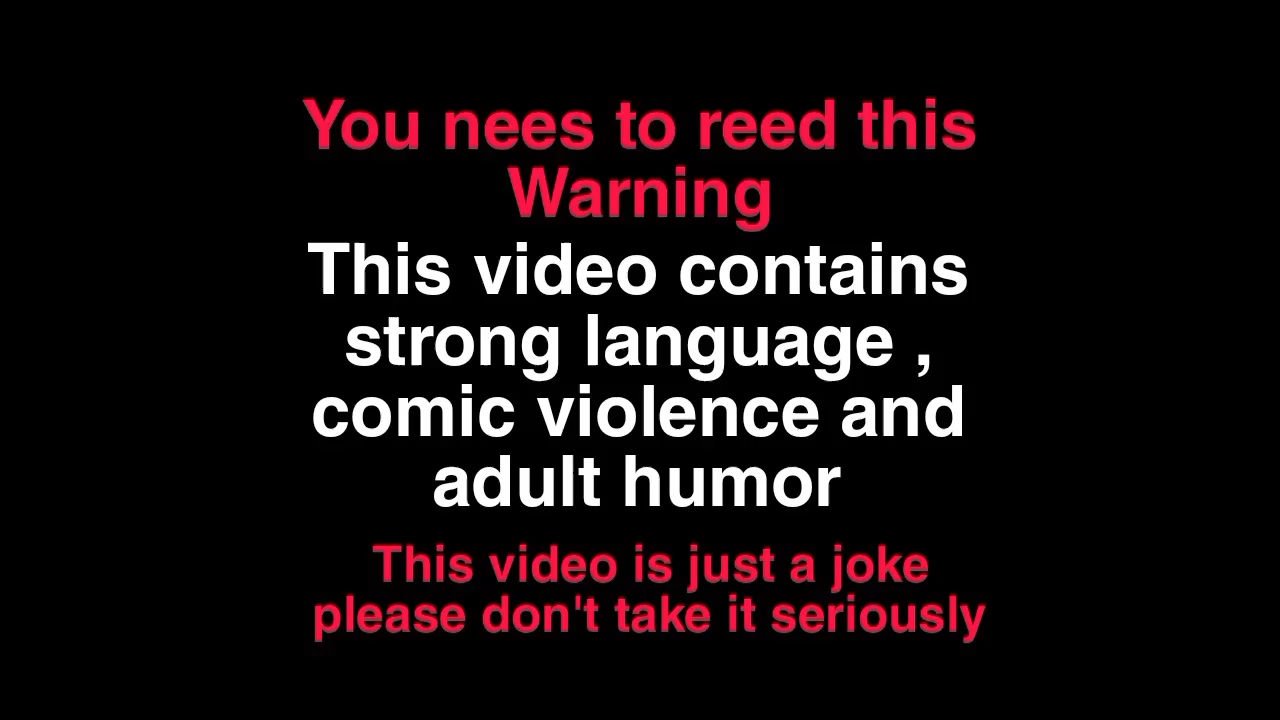 You nees to reed this
Warning
This video contains
strong language ,
comic violence and
adult humor
This video is just a joke
please don't take it seriously